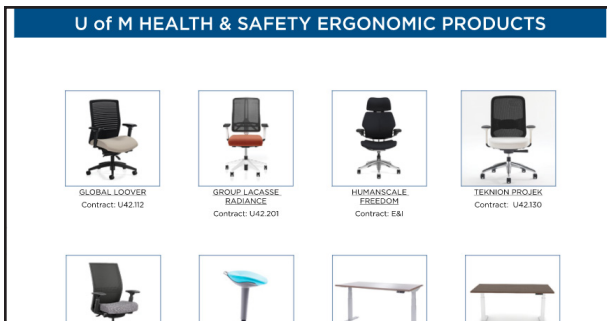 U of M HEALTH & SAFETY ERGONOMIC PRODUCTS
GLOBAL LOOVER
Contract: U42.112
GROUP LACASSE
RADIANCE
Contract: U42.201
HUMANSCALE
FREEDOM
Contract: E&I
TEKNION PROJEK
Contract: U42.130